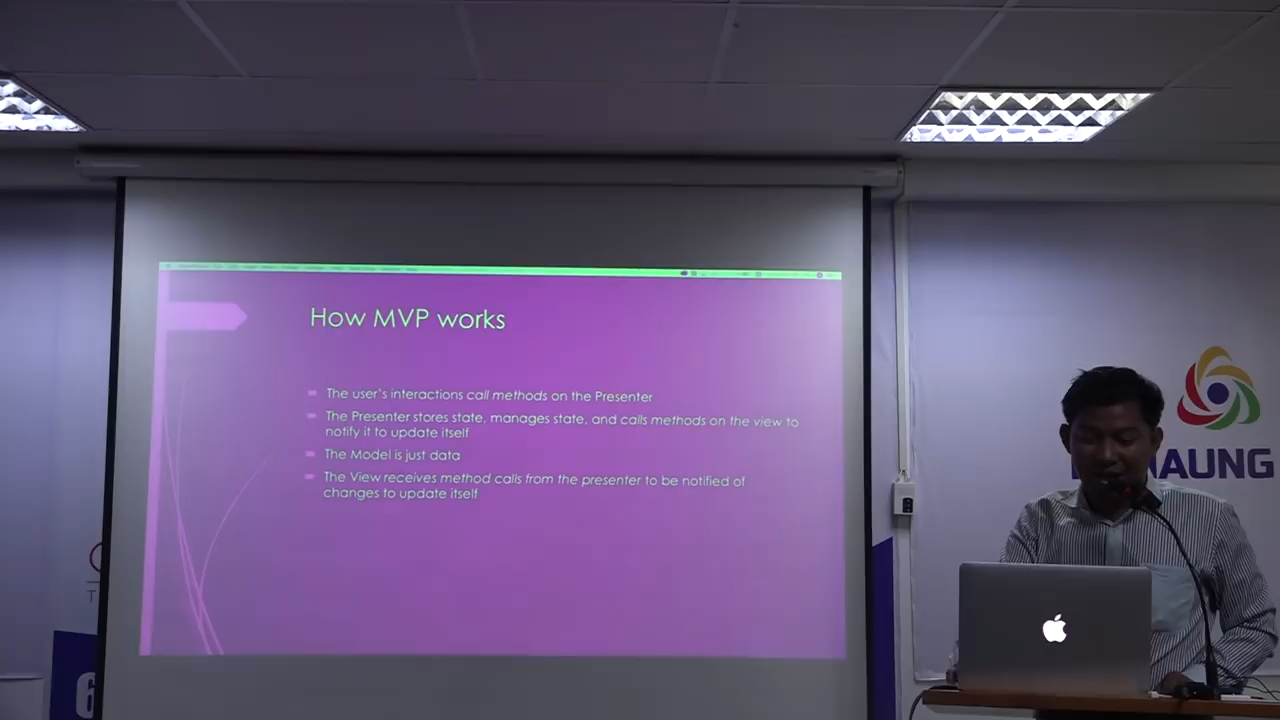 How MVP works
The user's interactions call methods on the Presenter
The Presenter stores state, manages state, and calls methods on the view to
notify it to update itself
The Model is just data
The View receives method calls from the presenter to be notified of
changes to update itself
AUNG
6